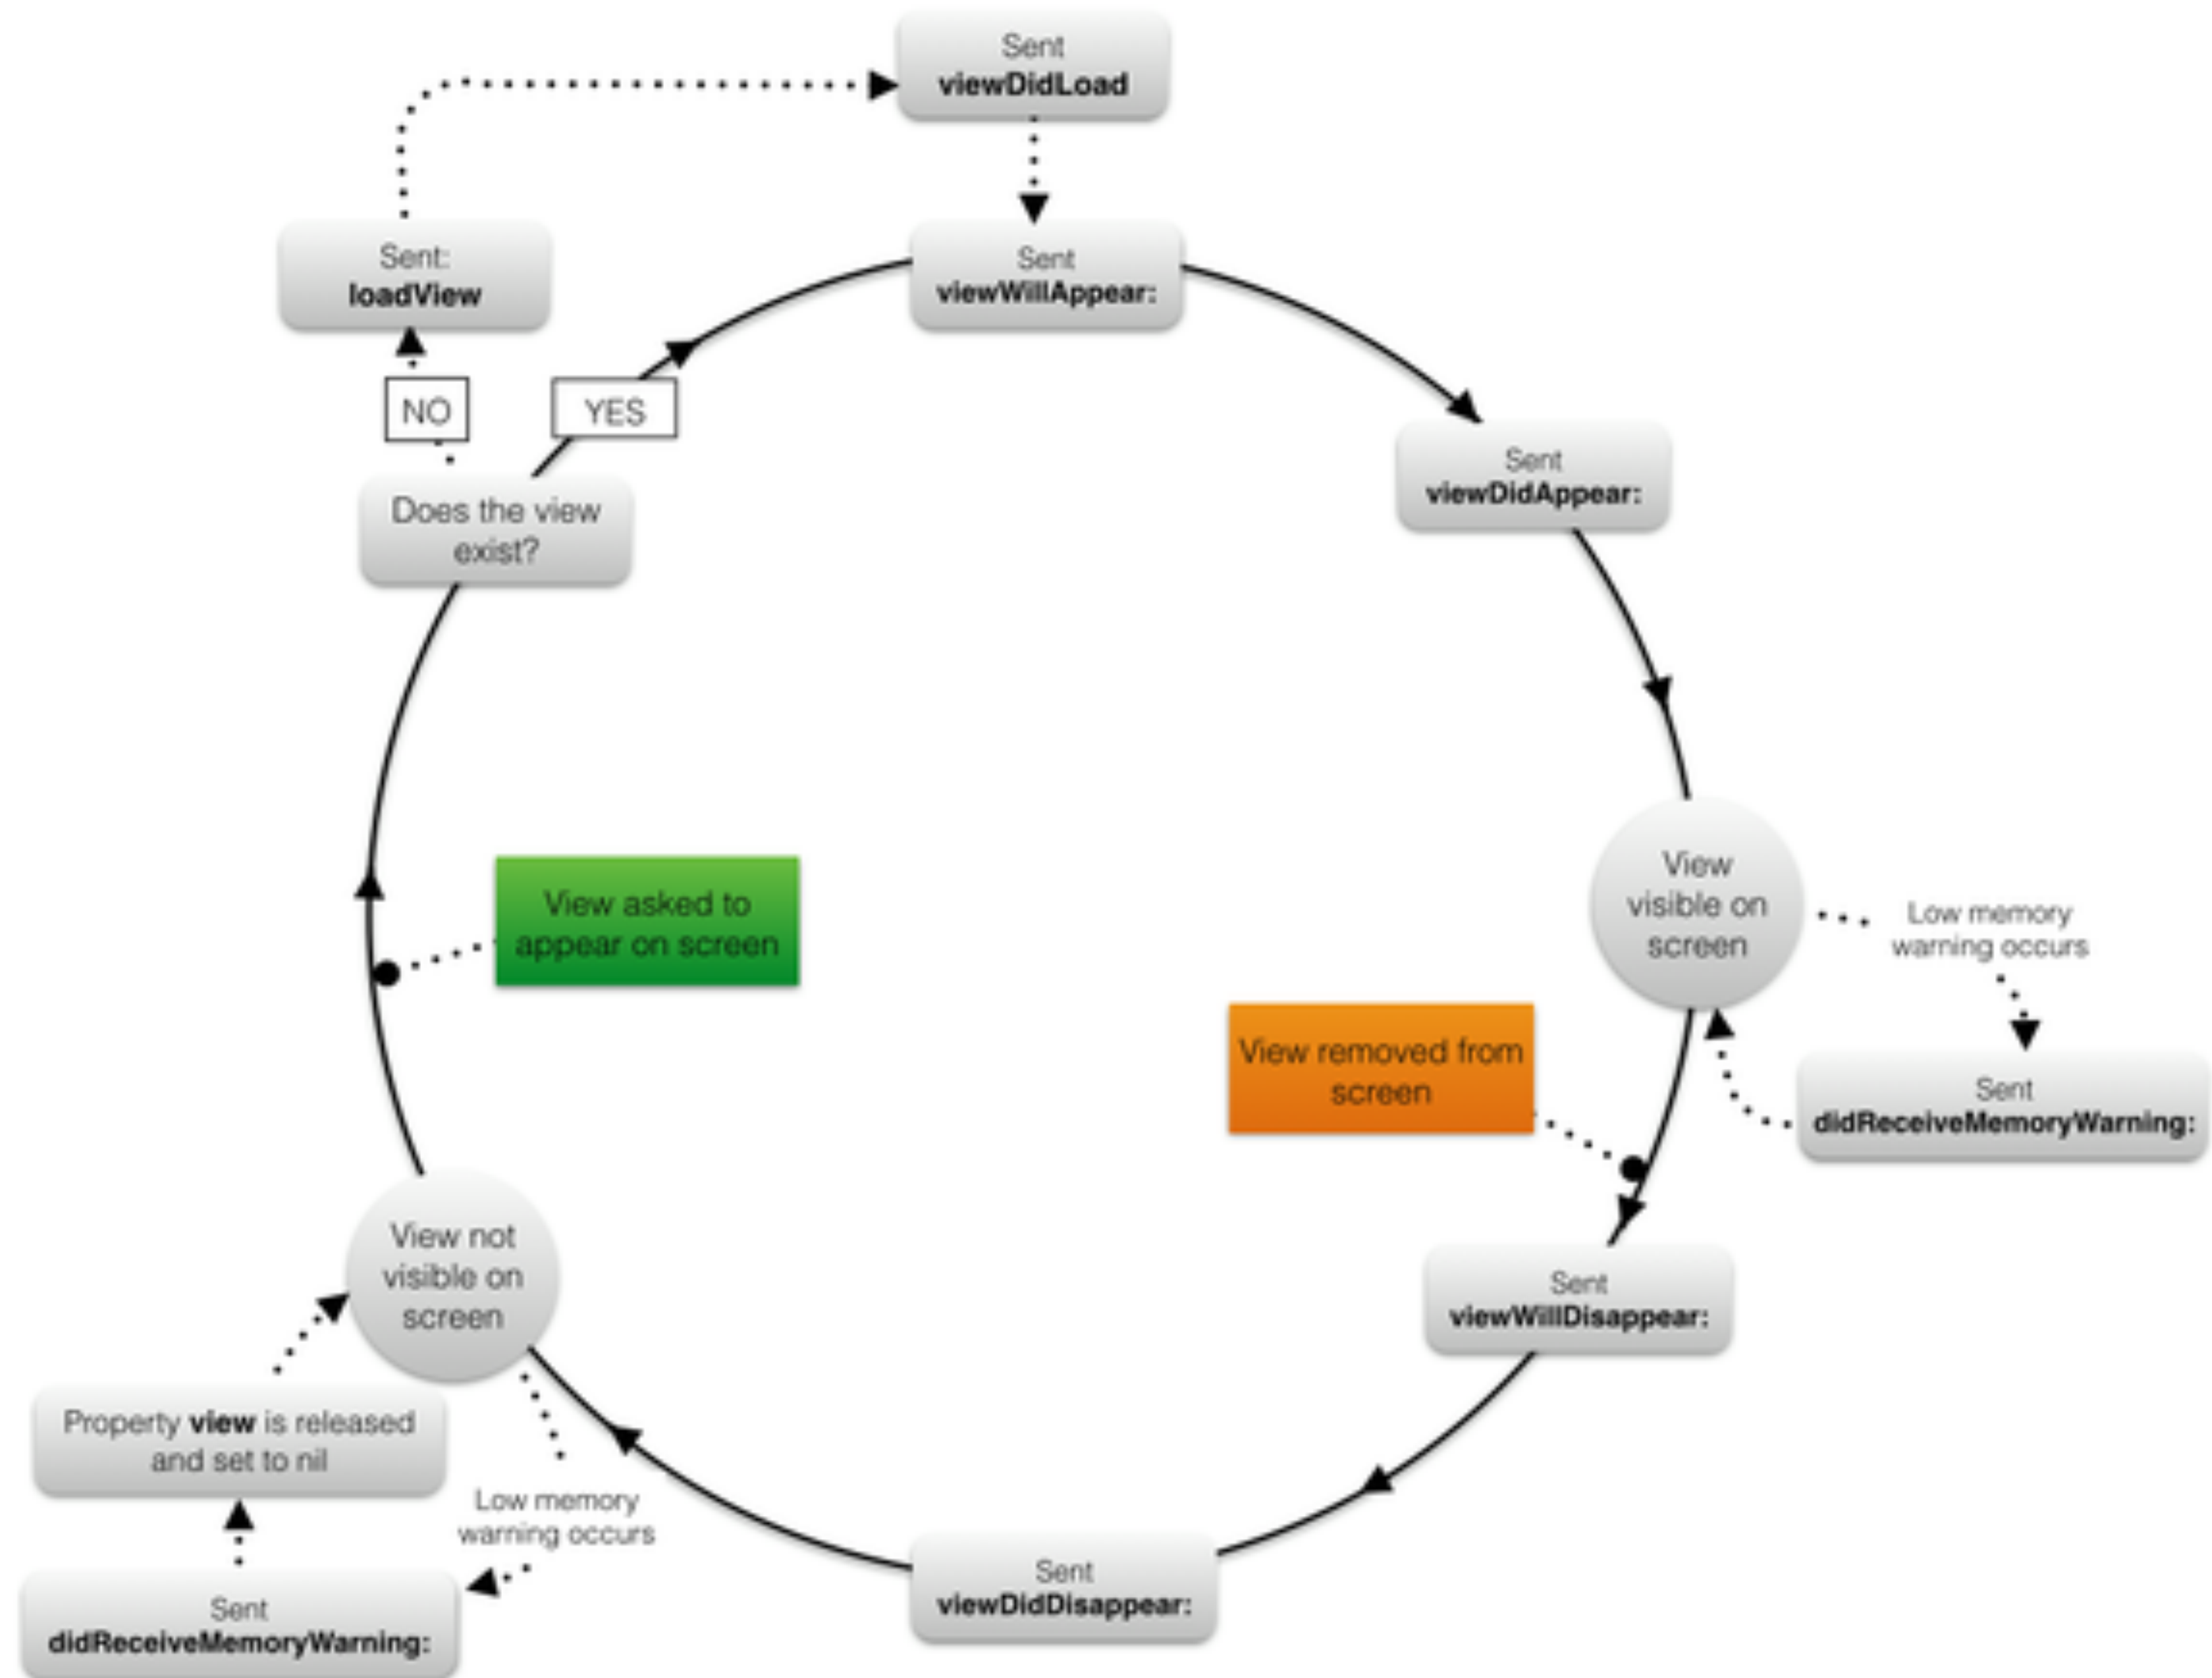 Sent
viewDidLoad
Sent:
loadView
Sent
viewWillAppear:
NO
YES
Sent
viewDidAppear:
Does the view
exist?
View asked to
appear on screen
View
visible on
screen
Low memory
warning occurs
View removed from
screen
Sent
didReceiveMemoryWarning:
View not
visible on
screen
Sent
viewWillDisappear:
Property view is released
and set to nil
Low memory
warning occurs
Sent
viewDidDisappear:
Sent
didReceiveMemoryWarning: